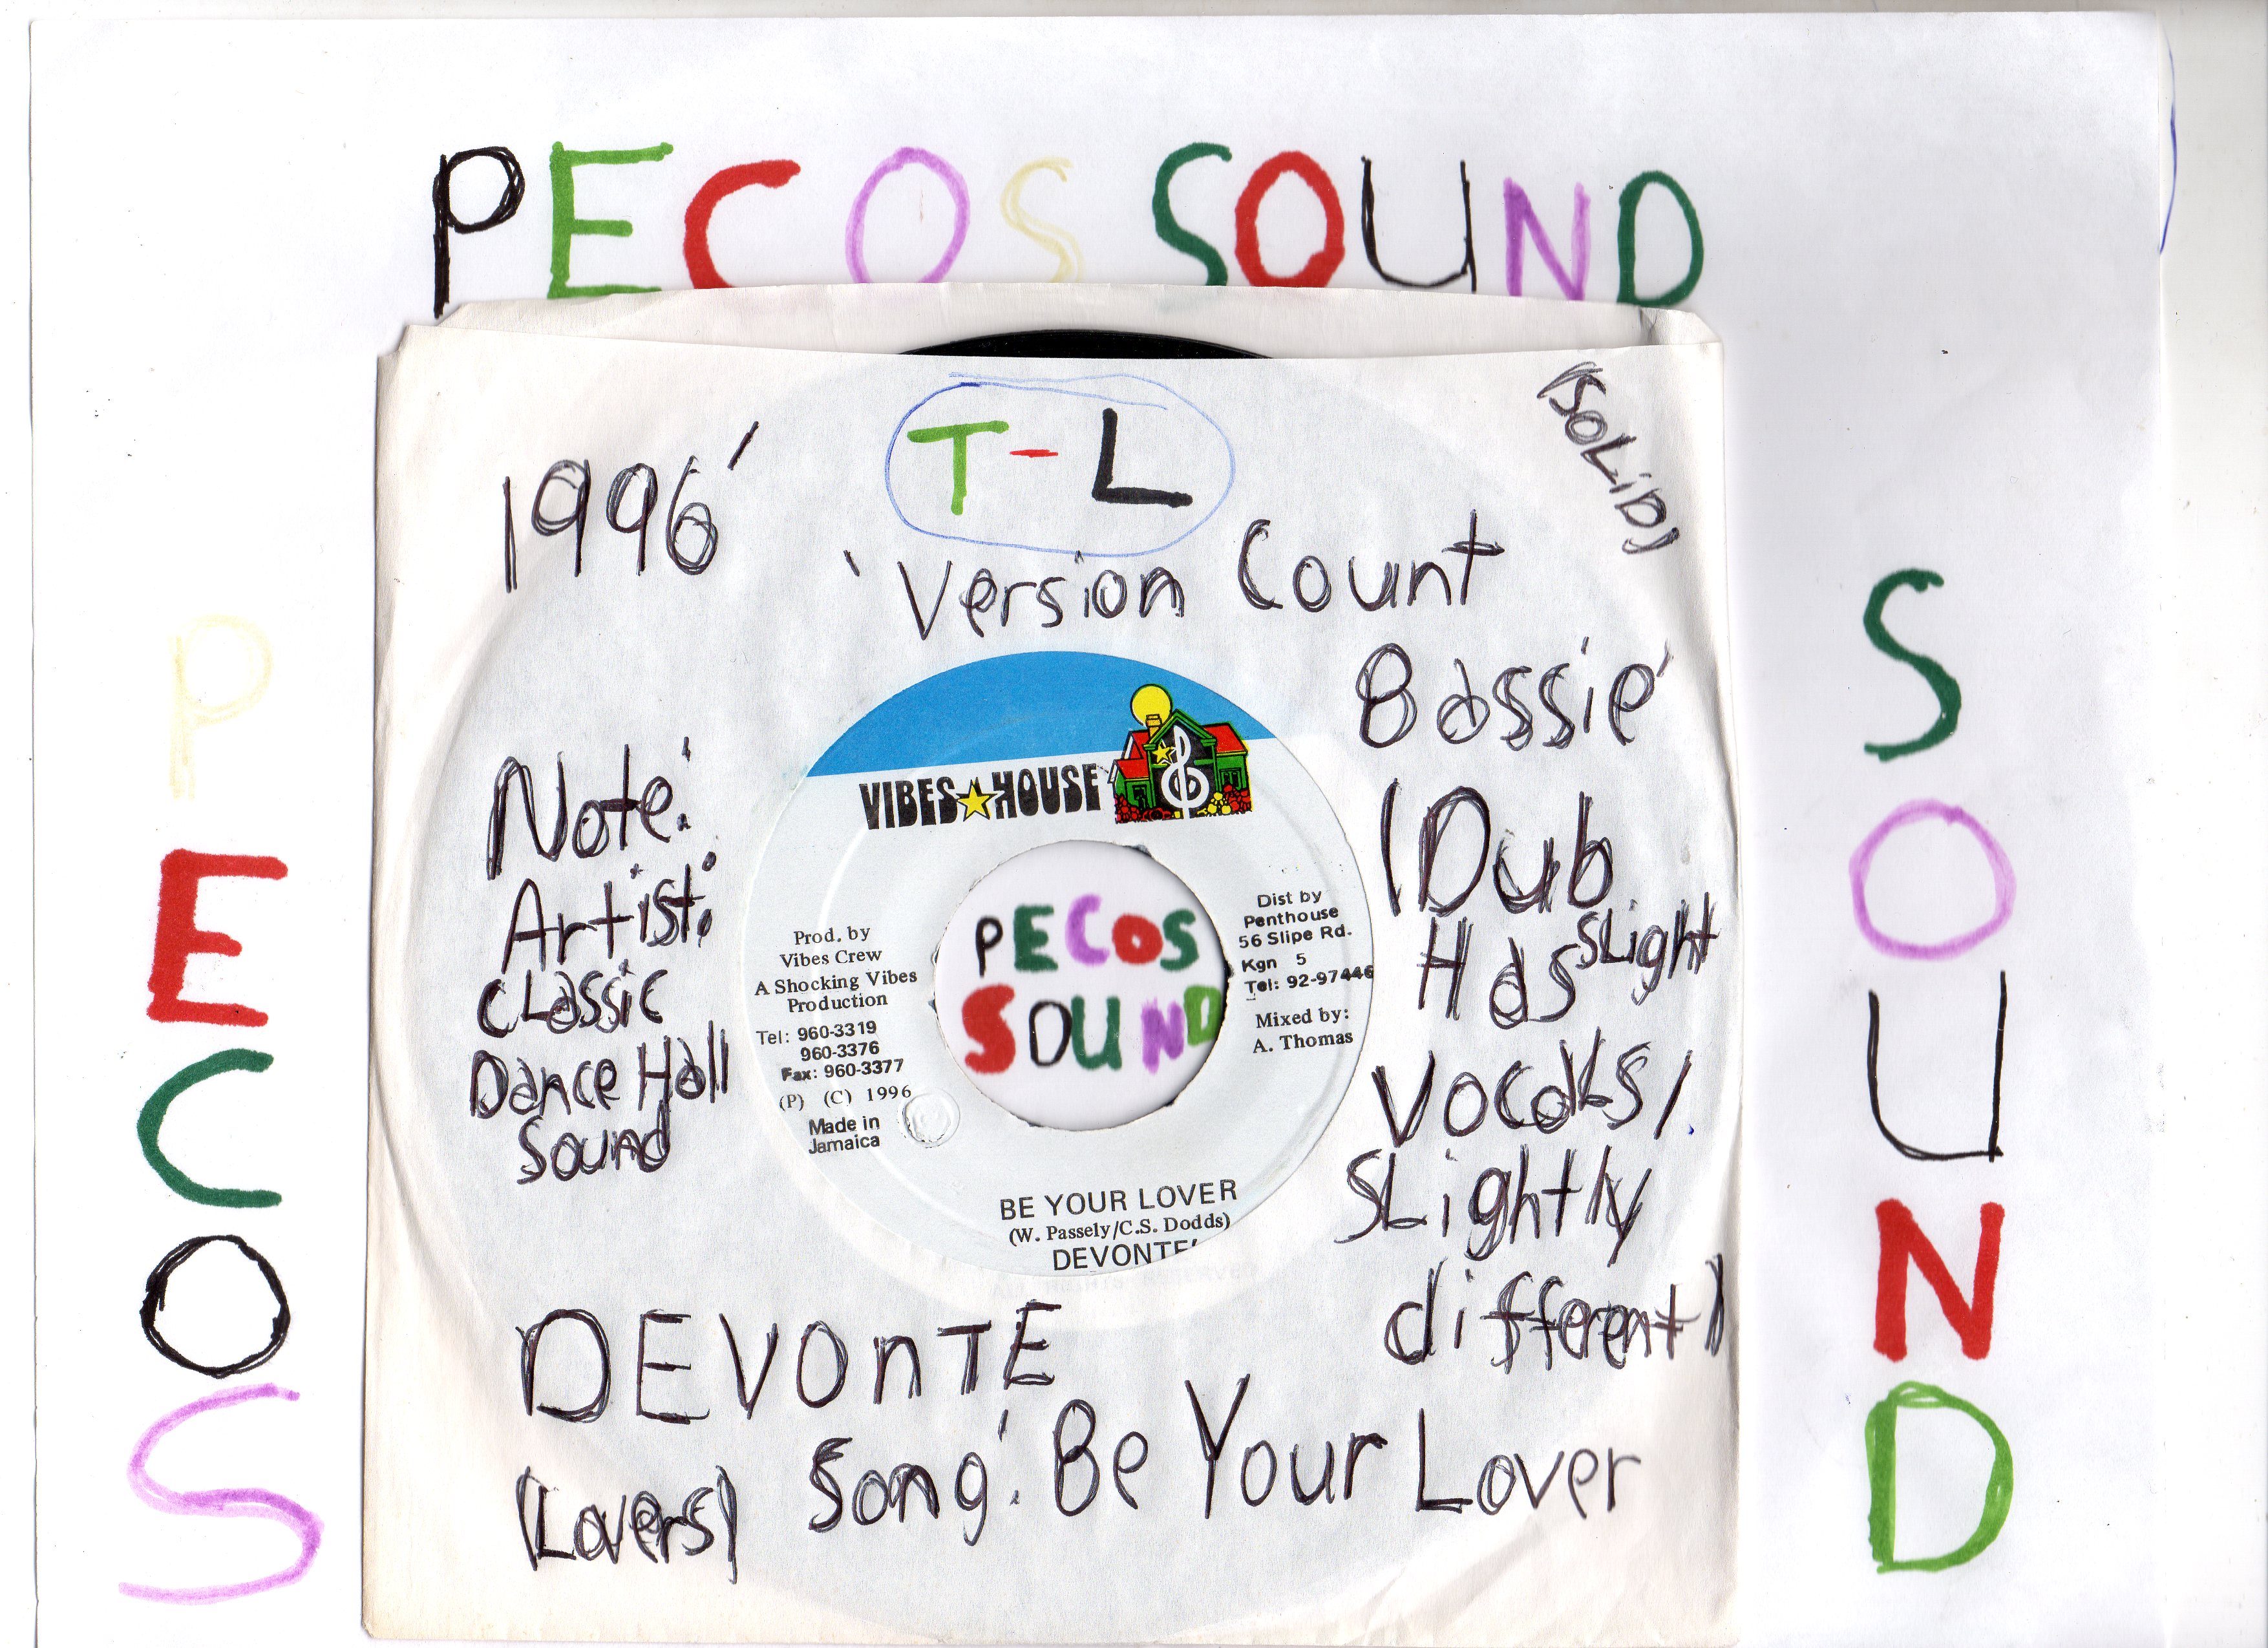 PECOS SOUND
(SOLID)
T-L
1996'
'Version Count
Bassie'
(Dub
Has SLight
VocaLs/
SLightly
different)
Note:
Artist:
cLassic
Dance Hall
Sound
VIBES HOUSE
Prod. by
Vibes Crew
A Shocking Vibes
Production
Tel: 960-3319
960-3376
Fax: 960-3377
(P) (C) 1996
Made in
Jamaica
PECOS
SOUND
Dist by
Penthouse
56 Slipe Rd.
Kgn 5
Tel: 92-97446
Mixed by:
A. Thomas
BE YOUR LOVER
(W. Passely/C.S. Dodds)
DEVONTE'
DEVOnTE
(Lovers) Song: Be Your Lover
PECOS
SOUND